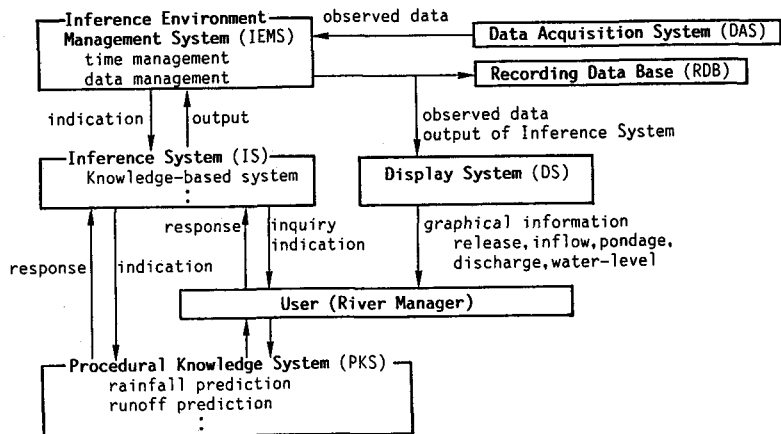 Inference Environment
Management System (IEMS)
time management
data management
observed data
Data Acquisition System (DAS)
Recording Data Base (RDB)
indication
output
observed data
output of Inference System
Inference System (IS)
Knowledge-based system
:
Display System (DS)
response
indication
response
inquiry
indication
graphical information
release,inflow,pondage,
discharge,water-level
User (River Manager)
Procedural Knowledge System (PKS)
rainfall prediction
runoff prediction
: